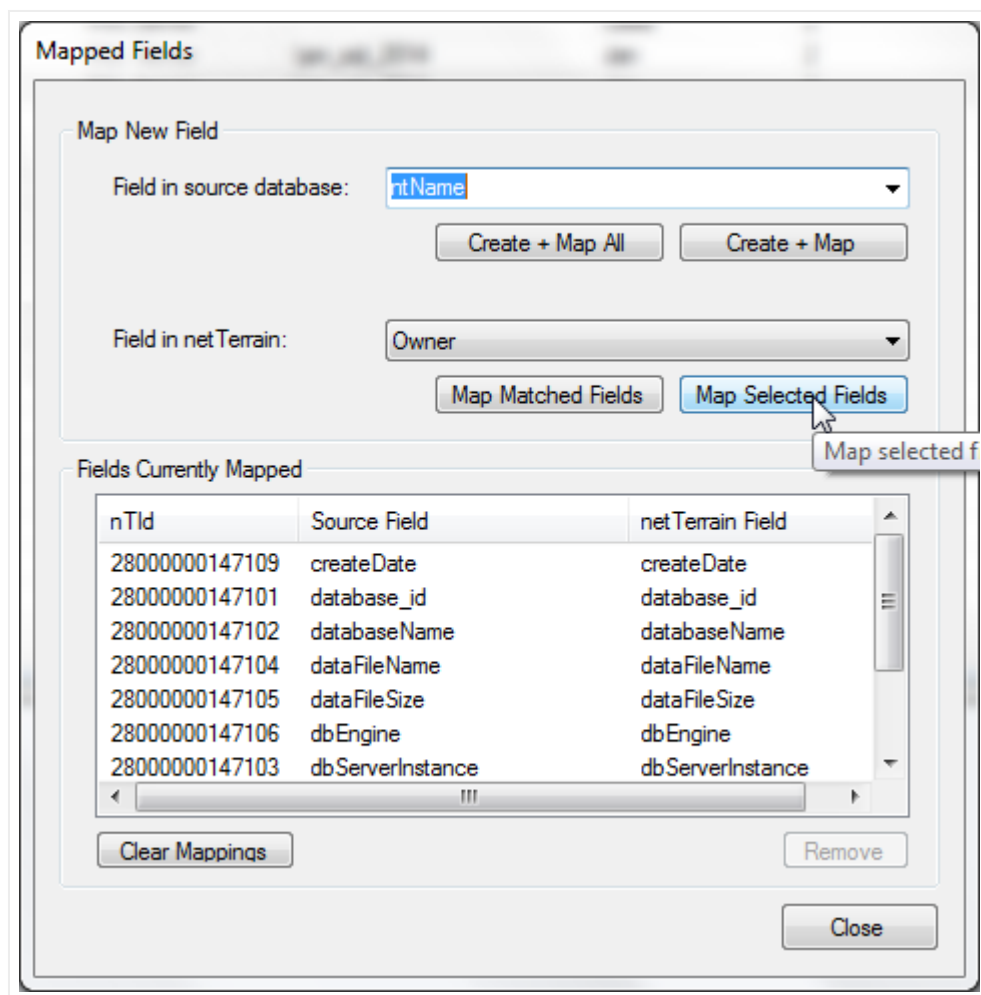 Mapped Fields
Map New Field
Field in source database: ntName
Create + Map All Create + Map
Field in netTerrain: Owner
Map Matched Fields Map Selected Fields
Map selected f
Fields Currently Mapped
nTId Source Field netTerrain Field
28000000147109 createDate createDate
28000000147101 database_id database_id
28000000147102 databaseName databaseName
28000000147104 dataFileName dataFileName
28000000147105 dataFileSize dataFileSize
28000000147106 dbEngine dbEngine
28000000147103 dbServerInstance dbServerInstance
Clear Mappings Remove
Close